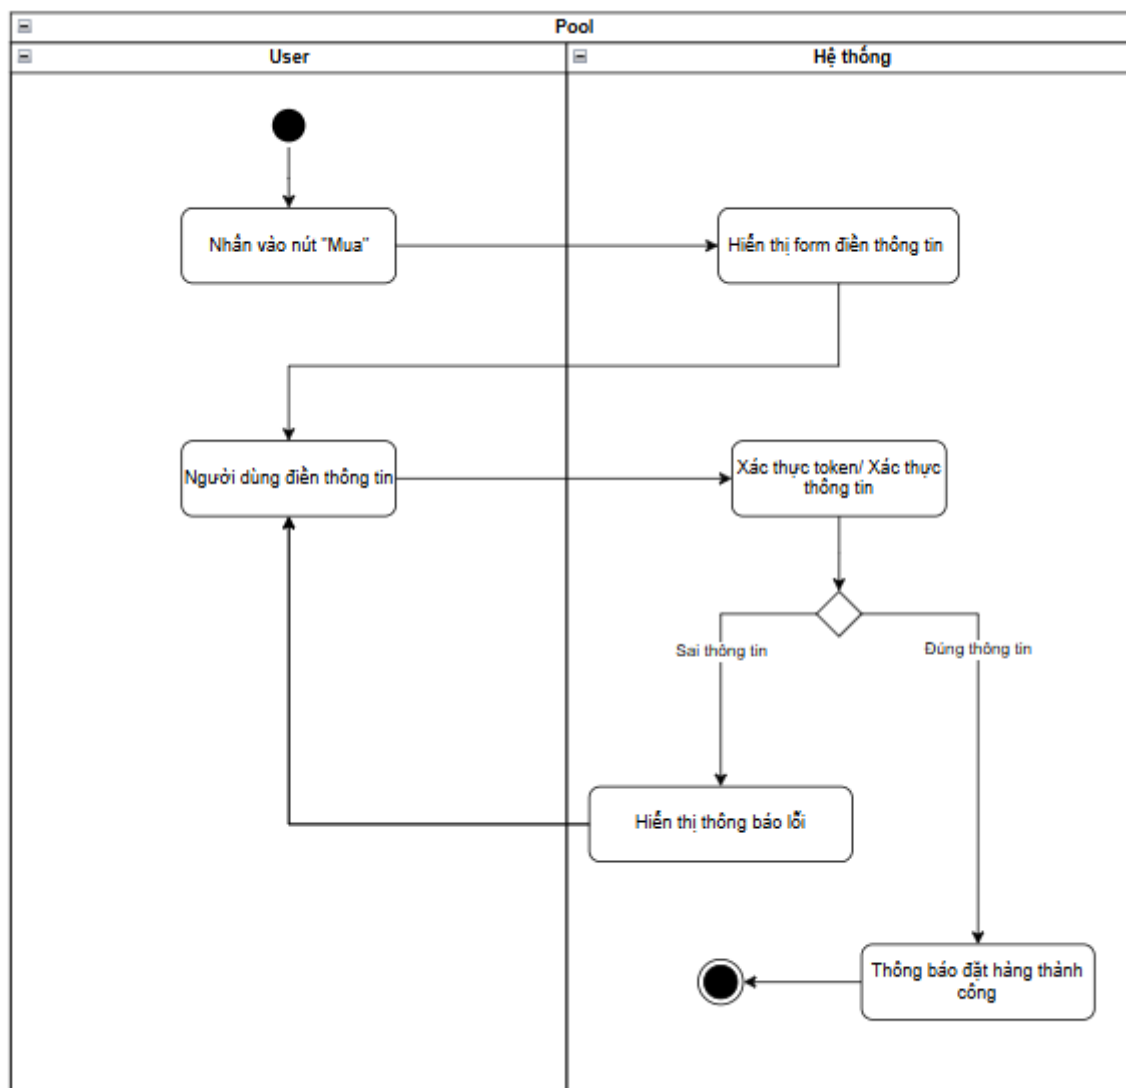 Pool
User
Hệ thống
Nhấn vào nút "Mua"
Hiển thị form điền thông tin
Người dùng điền thông tin
Xác thực token/ Xác thực
thông tin
Sai thông tin
Đúng thông tin
Hiển thị thông báo lỗi
Thông báo đặt hàng thành
công